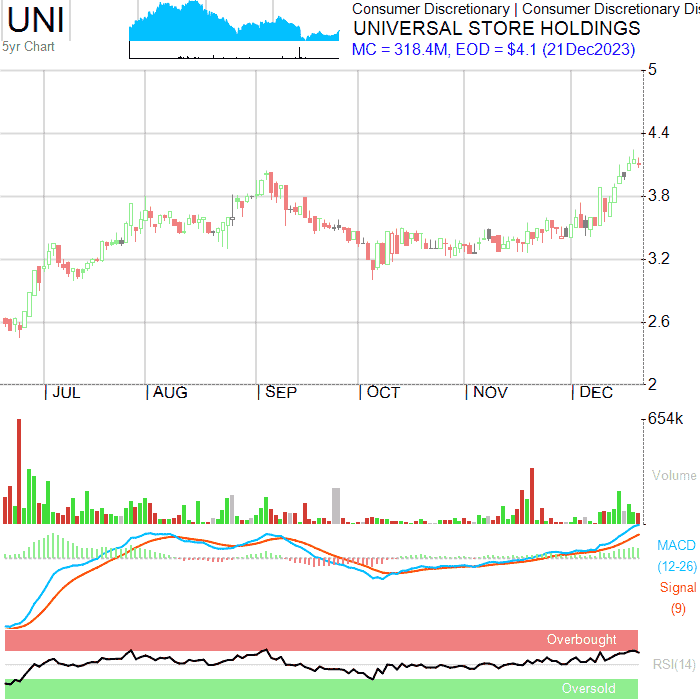 UNI
5yr Chart
Consumer Discretionary | Consumer Discretionary Dis
UNIVERSAL STORE HOLDINGS
MC = 318.4M, EOD = $4.1 (21Dec2023)
5
4.4
3.8
3.2
2.6
2
| JUL | AUG | SEP | OCT | NOV | DEC
654k
Volume
MACD
(12-26)
Signal
(9)
Overbought
RSI(14)
Oversold